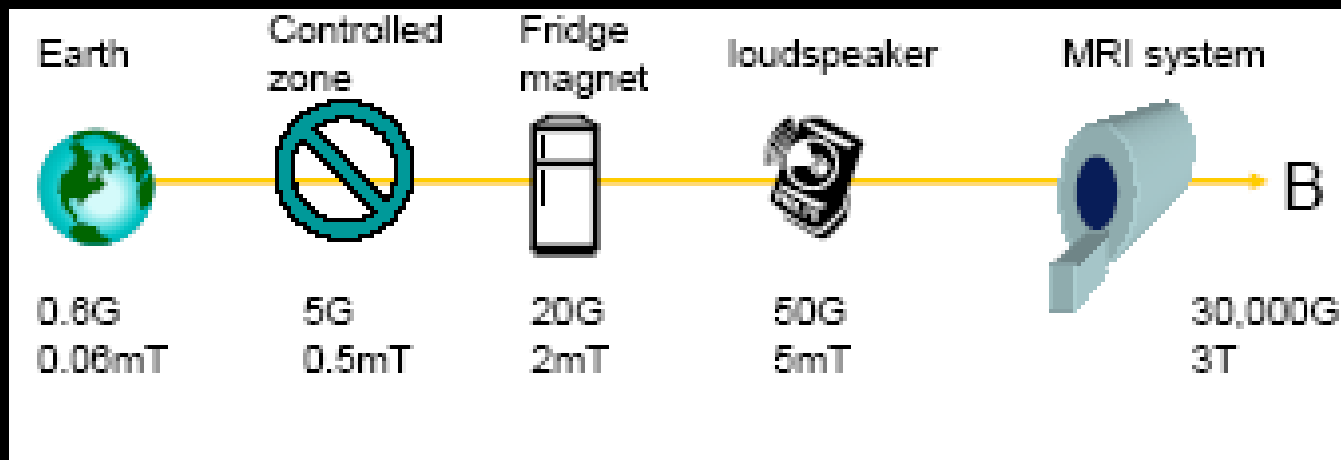 Earth
Controlled
zone
Fridge
magnet
loudspeaker
MRI system
B
0.6G
0.06mT
5G
0.5mT
20G
2mT
50G
5mT
30,000G
3T